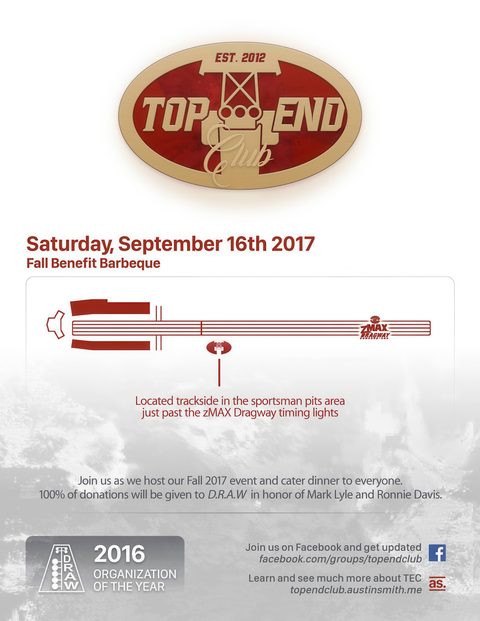 EST. 2012
TOP END
Club
Saturday, September 16th 2017
Fall Benefit Barbeque
zMAX
DRAGWAY
Located trackside in the sportsman pits area
just past the zMAX Dragway timing lights
Join us as we host our Fall 2017 event and cater dinner to everyone.
100% of donations will be given to D.R.A.W in honor of Mark Lyle and Ronnie Davis.
DRAW
2016
ORGANIZATION
OF THE YEAR
Join us on Facebook and get updated
facebook.com/groups/topendclub
f
Learn and see much more about TEC
topendclub.austinsmith.me
as.